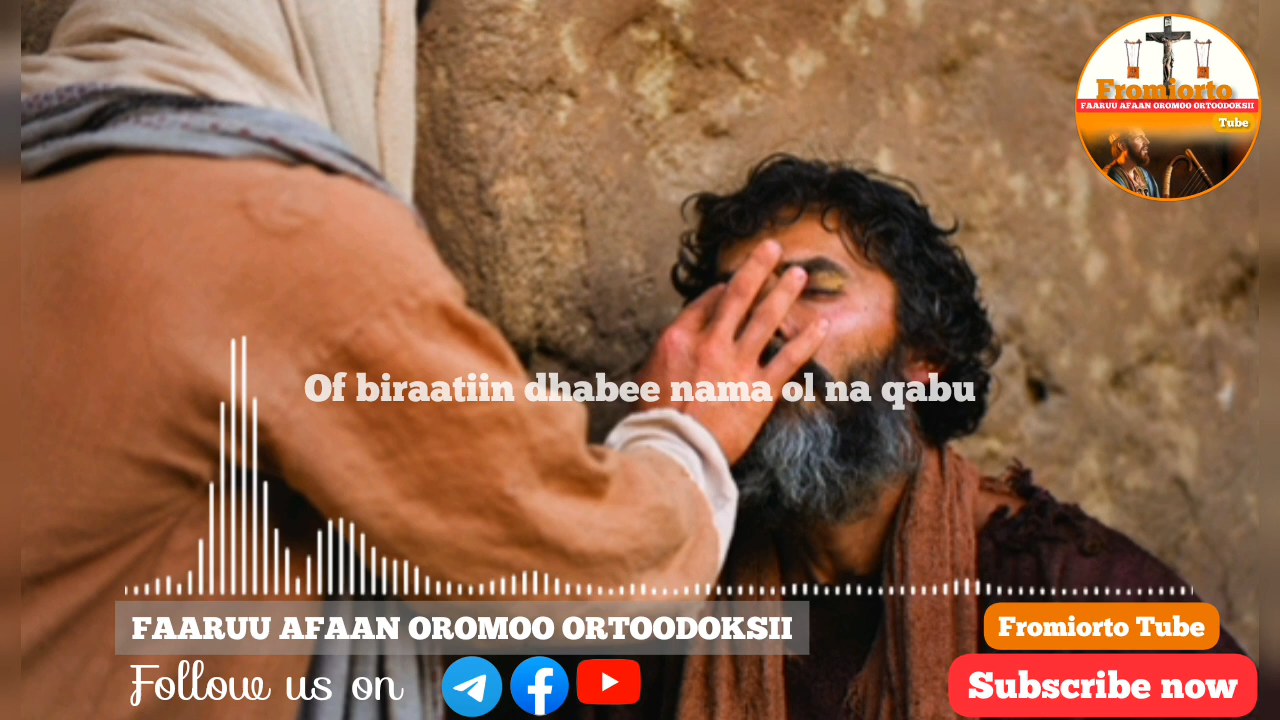 Fromiorto
FAARUU AFAAN OROMOO ORTOODOKSII
Tube
Of biraatiin dhabee nama ol na qabu
FAARUU AFAAN OROMOO ORTOODOKSII
Fromiorto Tube
Follow us on
Subscribe now